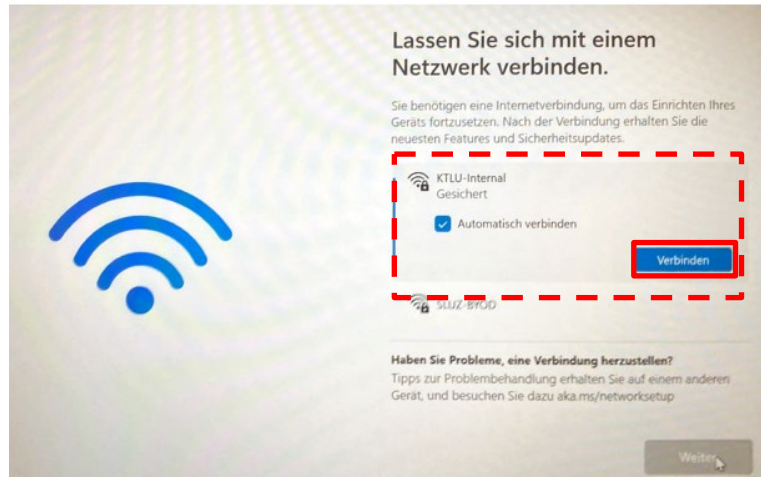 Lassen Sie sich mit einem
Netzwerk verbinden.
Sie benötigen eine Internetverbindung, um das Einrichten Ihres
Geräts fortzusetzen. Nach der Verbindung erhalten Sie die
neuesten Features und Sicherheitsupdates.
KTLU-Internal
Gesichert
Automatisch verbinden
Verbinden
SLUZ-BYOD
Haben Sie Probleme, eine Verbindung herzustellen?
Tipps zur Problembehandlung erhalten Sie auf einem anderen
Gerät, und besuchen Sie dazu aka.ms/networksetup
Weiter